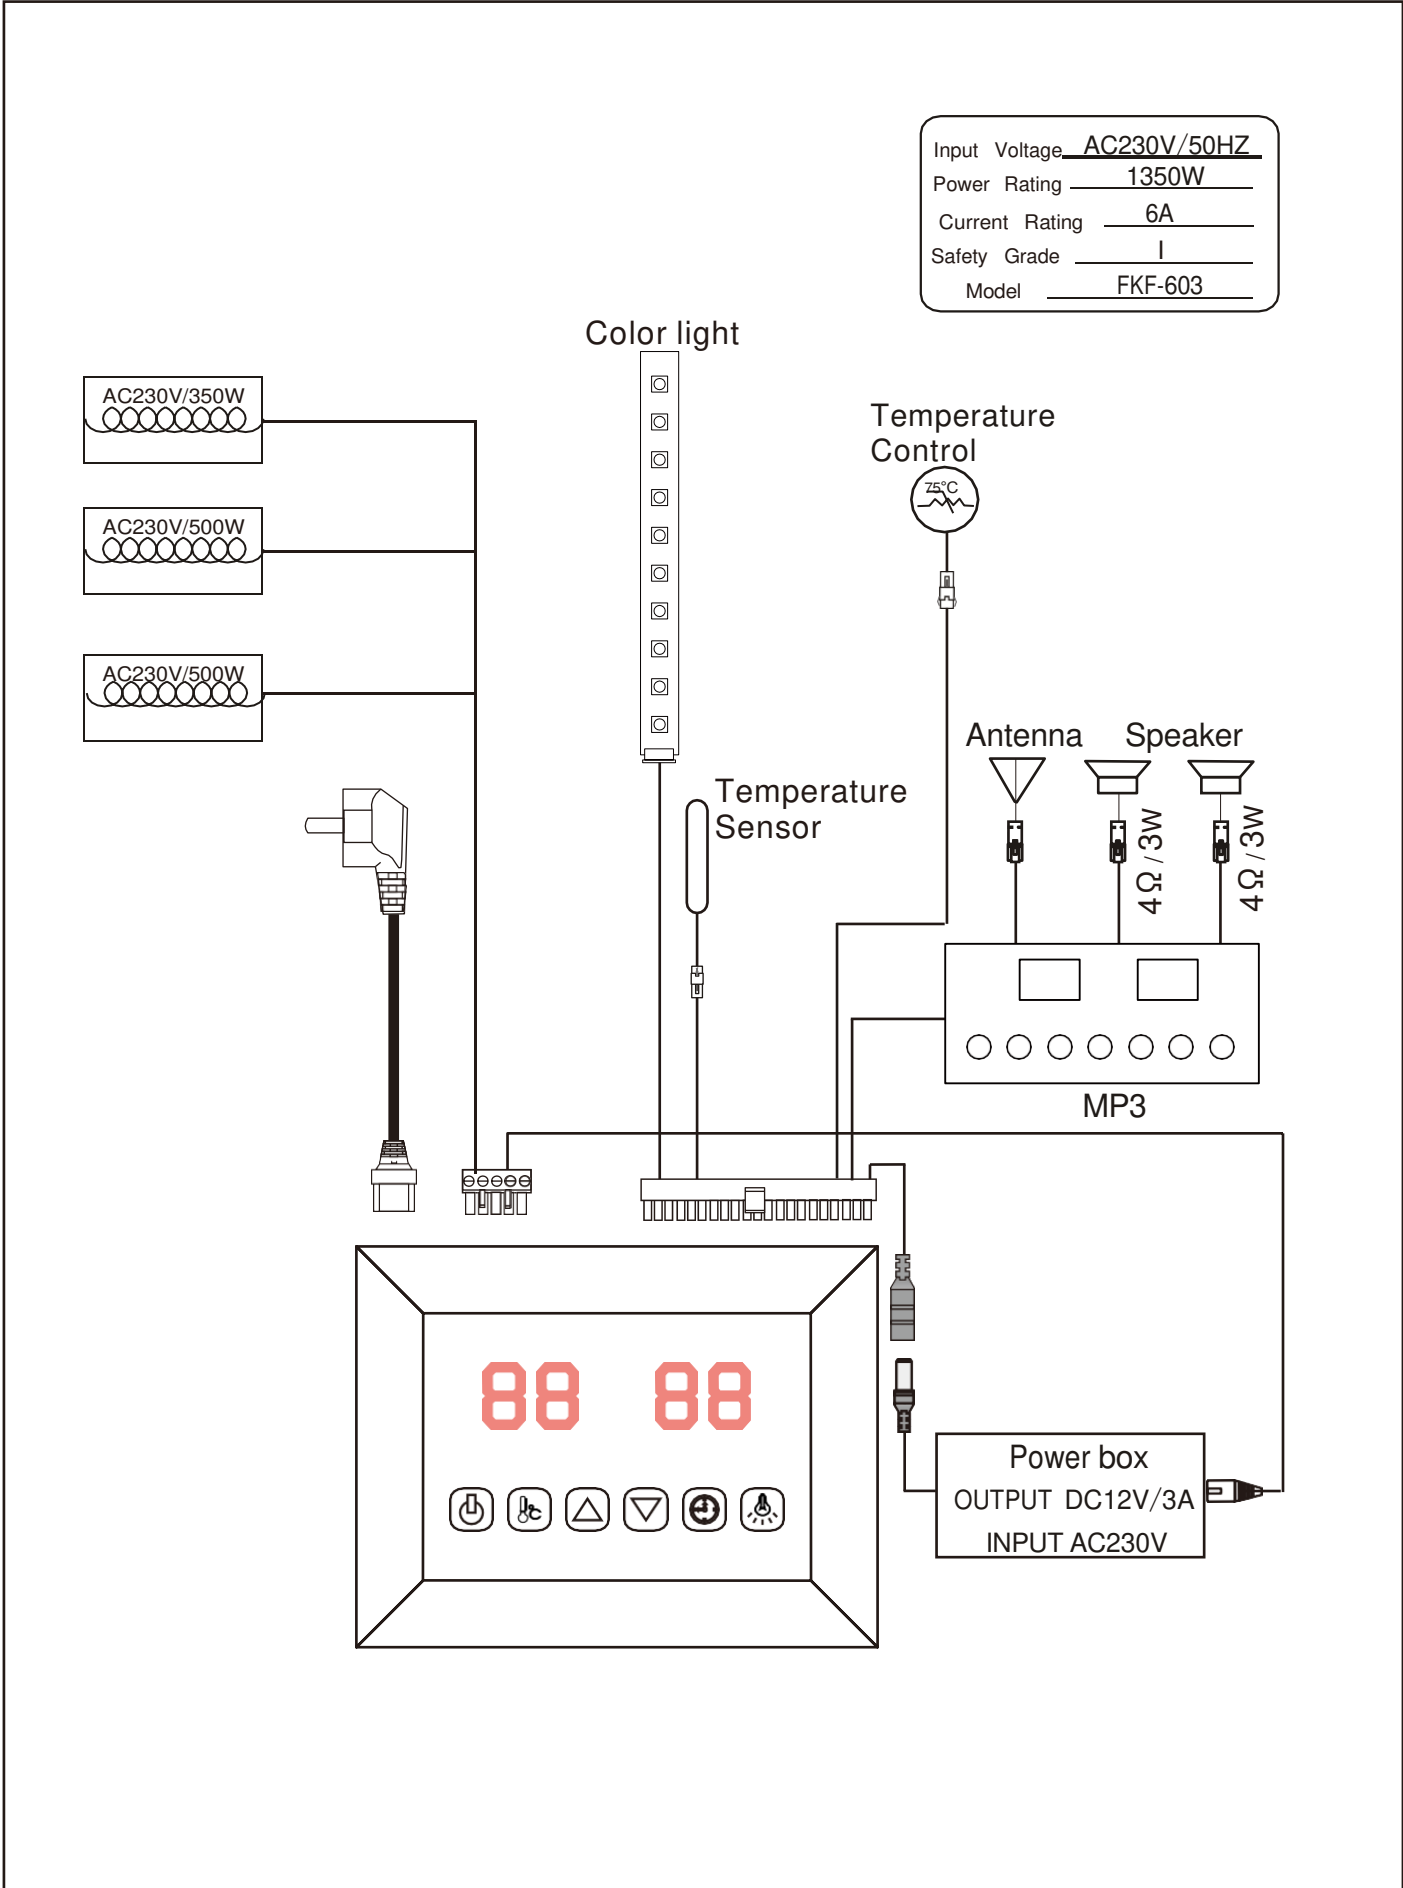 Input Voltage AC230V/50HZ
Power Rating 1350W
Current Rating 6A
Safety Grade I
Model FKF-603
Color light
AC230V/350W
Temperature
Control
75°C
AC230V/500W
AC230V/500W
Antenna Speaker
Temperature
Sensor
4Ω/3W
4Ω/3W
MP3
88 88
°C
Power box
OUTPUT DC12V/3A
INPUT AC230V